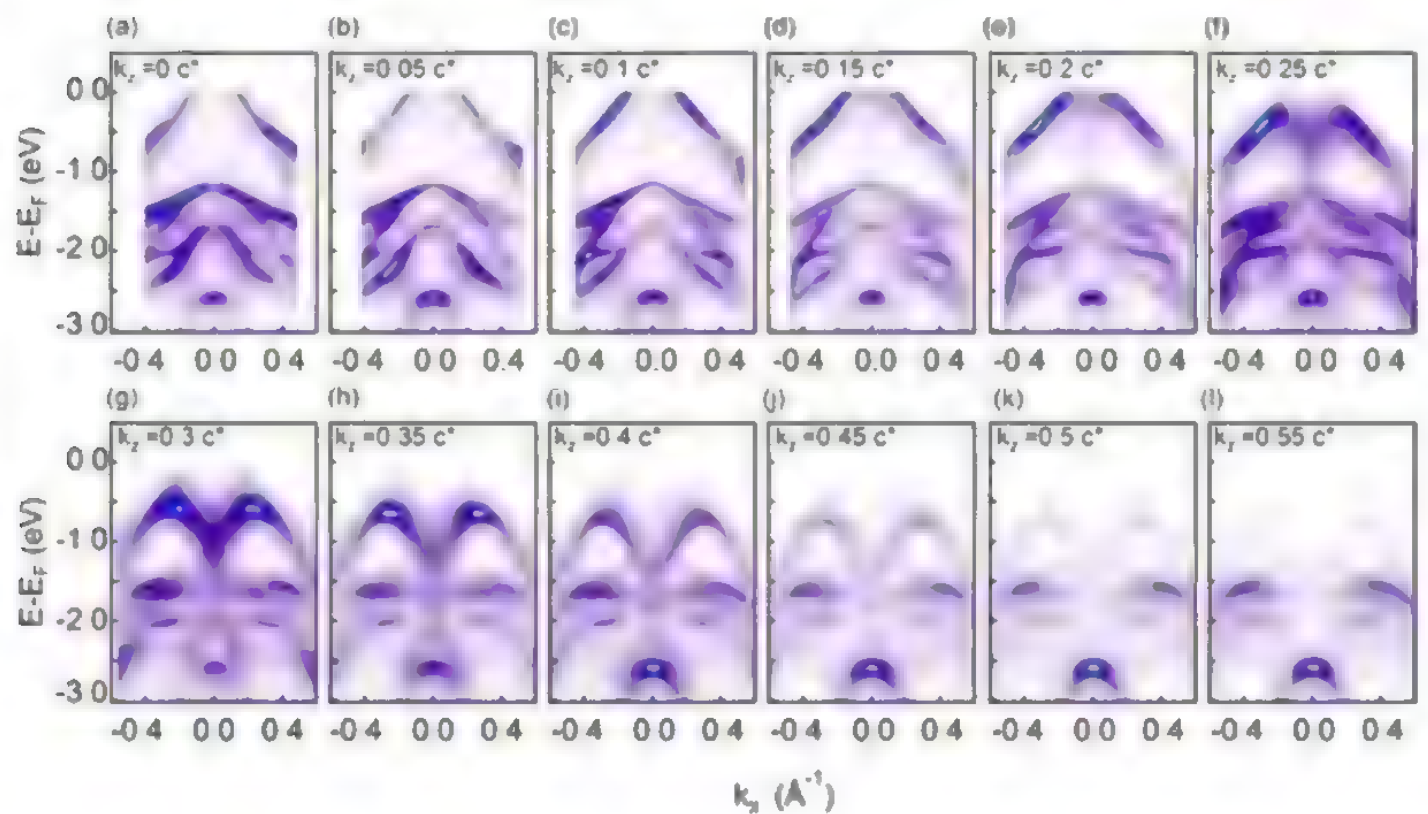 (a) (b) (c) (d) (e) (f)
k_z =0 c* k_z =0 05 c* k_z =0 1 c* k_z =0 15 c* k_z =0 2 c* k_z =0 25 c*
0 0
-1 0
-2 0
-3 0
E-E_F (eV)
-0 4 0 0 0 4 -0 4 0 0 0 4 -0 4 0.0 0 4 -0 4 0.0 0 4 -0 4 0 0 0 4 -0 4 0 0 0 4
(g) (h) (i) (j) (k) (l)
k_z =0 3 c* k_z =0 35 c* k_z =0 4 c* k_z =0 45 c* k_z =0 5 c* k_z =0 55 c*
0 0
-1 0
-2 0
-3 0
E-E_F (eV)
-0 4 0 0 0 4 -0 4 0 0 0 4 -0 4 0 0 0 4 -0 4 0 0 0 4 -0 4 0 0 0 4 -0 4 0 0 0 4
k_x (Å^-1)